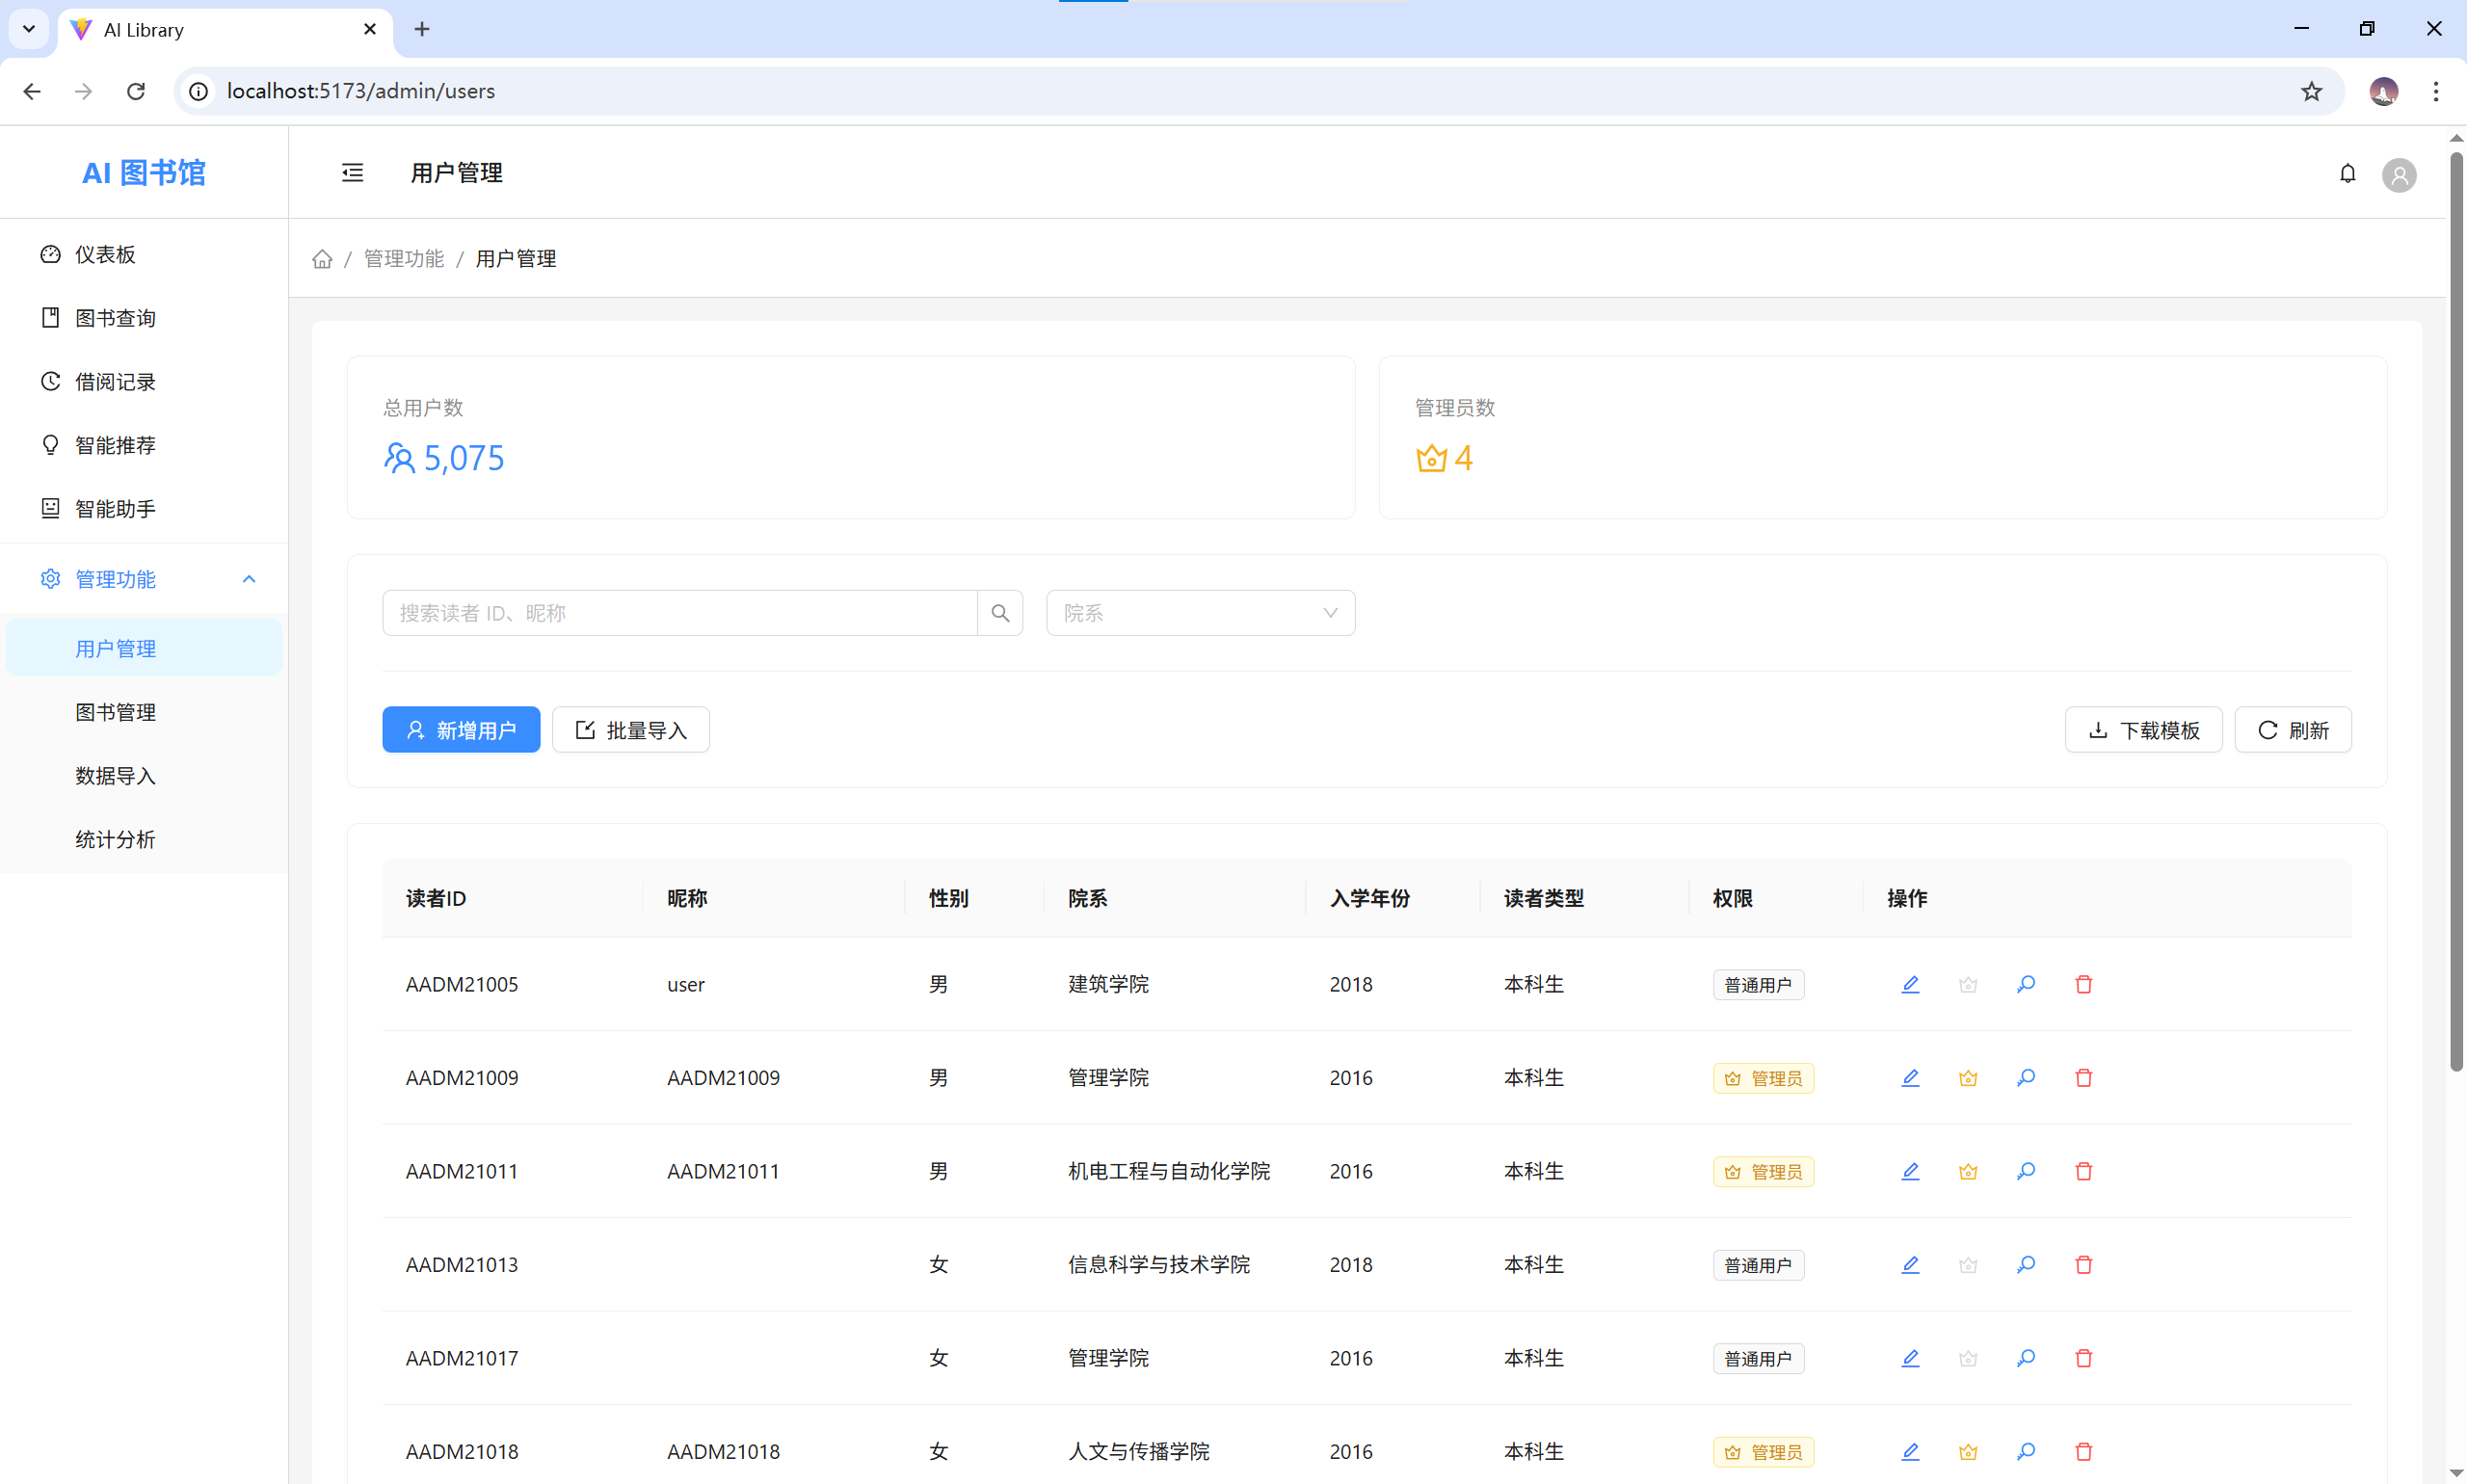 AI Library
localhost:5173/admin/users
AI 图书馆
用户管理
仪表板
图书查询
借阅记录
智能推荐
智能助手
管理功能
用户管理
图书管理
数据导入
统计分析
/ 管理功能 / 用户管理
总用户数
5,075
管理员数
4
搜索读者 ID、昵称
院系
新增用户 批量导入 下载模板 刷新
读者ID 昵称 性别 院系 入学年份 读者类型 权限 操作
AADM21005 user 男 建筑学院 2018 本科生 普通用户
AADM21009 AADM21009 男 管理学院 2016 本科生 管理员
AADM21011 AADM21011 男 机电工程与自动化学院 2016 本科生 管理员
AADM21013 女 信息科学与技术学院 2018 本科生 普通用户
AADM21017 女 管理学院 2016 本科生 普通用户
AADM21018 AADM21018 女 人文与传播学院 2016 本科生 管理员